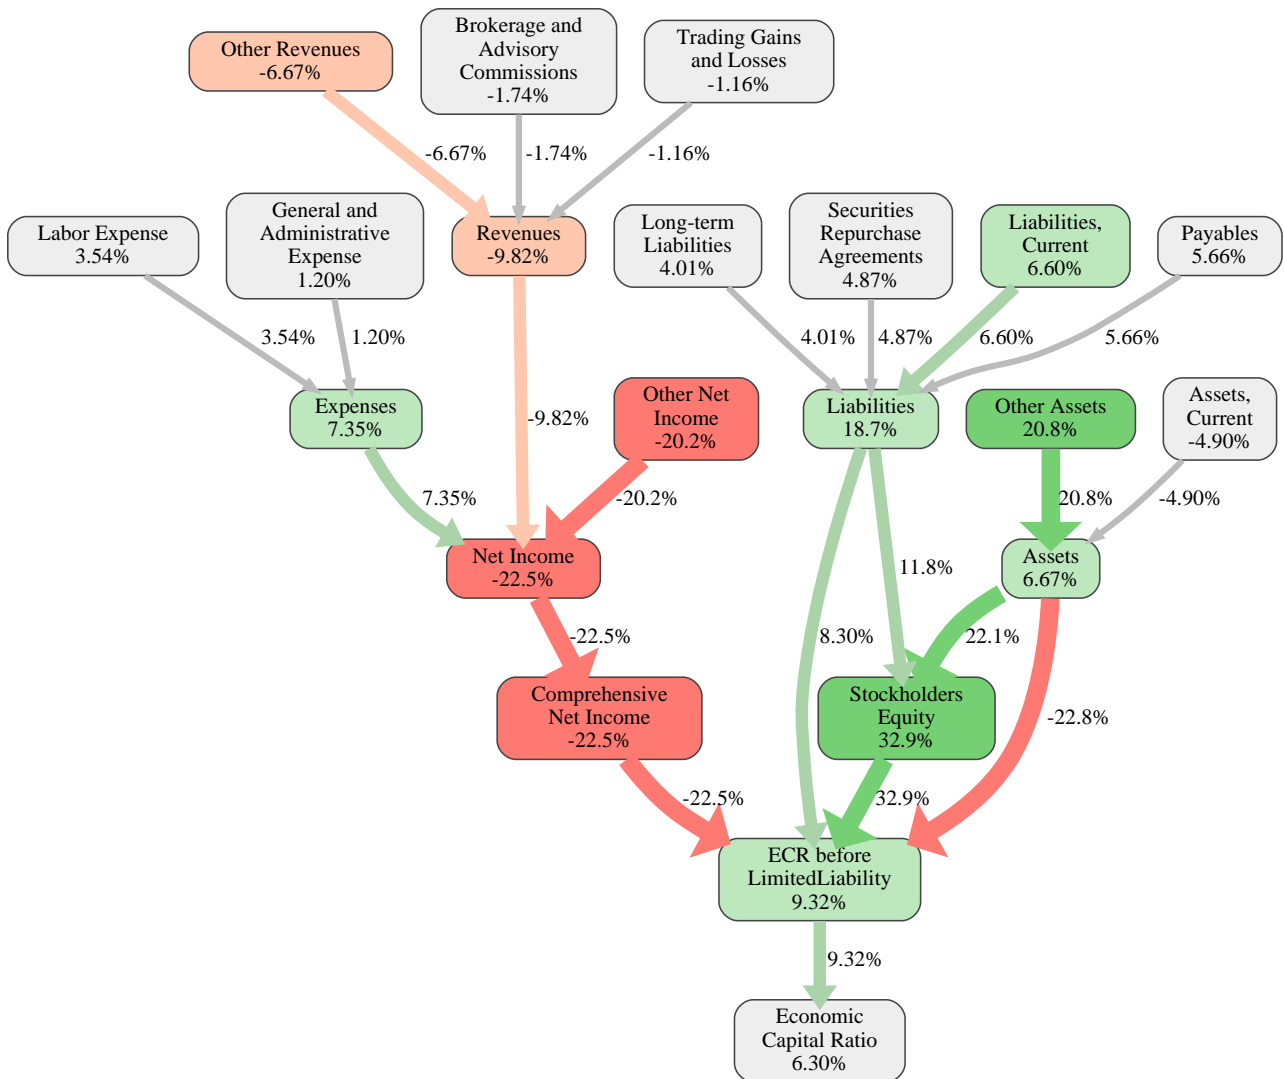 Other Revenues
-6.67%
Brokerage and
Advisory
Commissions
-1.74%
Trading Gains
and Losses
-1.16%
-6.67%
-1.74%
-1.16%
Labor Expense
3.54%
General and
Administrative
Expense
1.20%
Revenues
-9.82%
Long-term
Liabilities
4.01%
Securities
Repurchase
Agreements
4.87%
Liabilities,
Current
6.60%
Payables
5.66%
3.54%
1.20%
4.01%
4.87%
6.60%
5.66%
Expenses
7.35%
-9.82%
Other Net
Income
-20.2%
Liabilities
18.7%
Other Assets
20.8%
Assets,
Current
-4.90%
7.35%
-20.2%
20.8%
-4.90%
Net Income
-22.5%
11.8%
Assets
6.67%
-22.5%
8.30%
22.1%
Comprehensive
Net Income
-22.5%
Stockholders
Equity
32.9%
-22.8%
-22.5%
32.9%
ECR before
LimitedLiability
9.32%
9.32%
Economic
Capital Ratio
6.30%